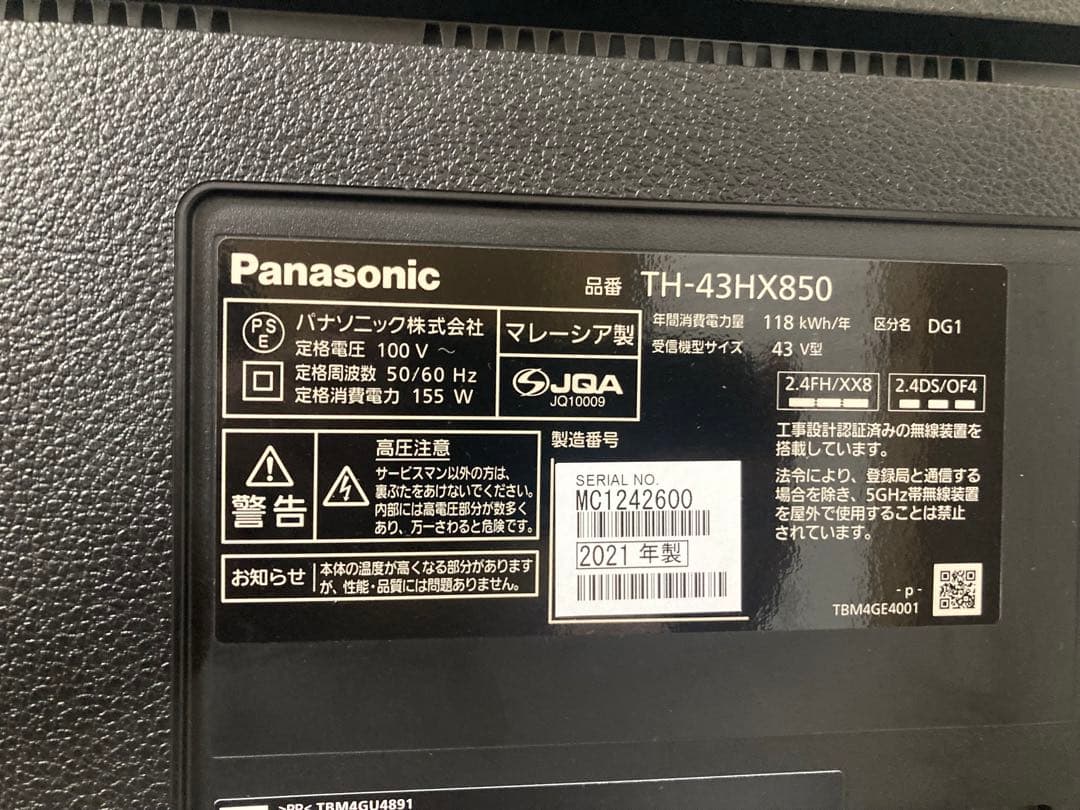 Panasonic
品番 TH-43HX850
PS
E
パナソニック株式会社
定格電圧 100 V ～
定格周波数 50/60 Hz
定格消費電力 155 W
マレーシア製
JQA
JQ10009
年間消費電力量 118 kWh/年 区分名 DG1
受信機型サイズ 43 V型
2.4FH/XX8
2.4DS/OF4
工事設計認証済みの無線装置を
搭載しています。
法令により、登録局と通信する
場合を除き、5GHz帯無線装置
を屋外で使用することは禁止
されています。
警告
高圧注意
サービスマン以外の方は、
裏ぶたをあけないでください。
内部には高電圧部分が数多く
あり、万一さわると危険です。
お知らせ
本体の温度が高くなる部分があります
が、性能・品質には問題ありません。
製造番号
SERIAL NO.
MC1242600
2021 年製
- p -
TBM4GE4001
>PP< TBM4GU4891